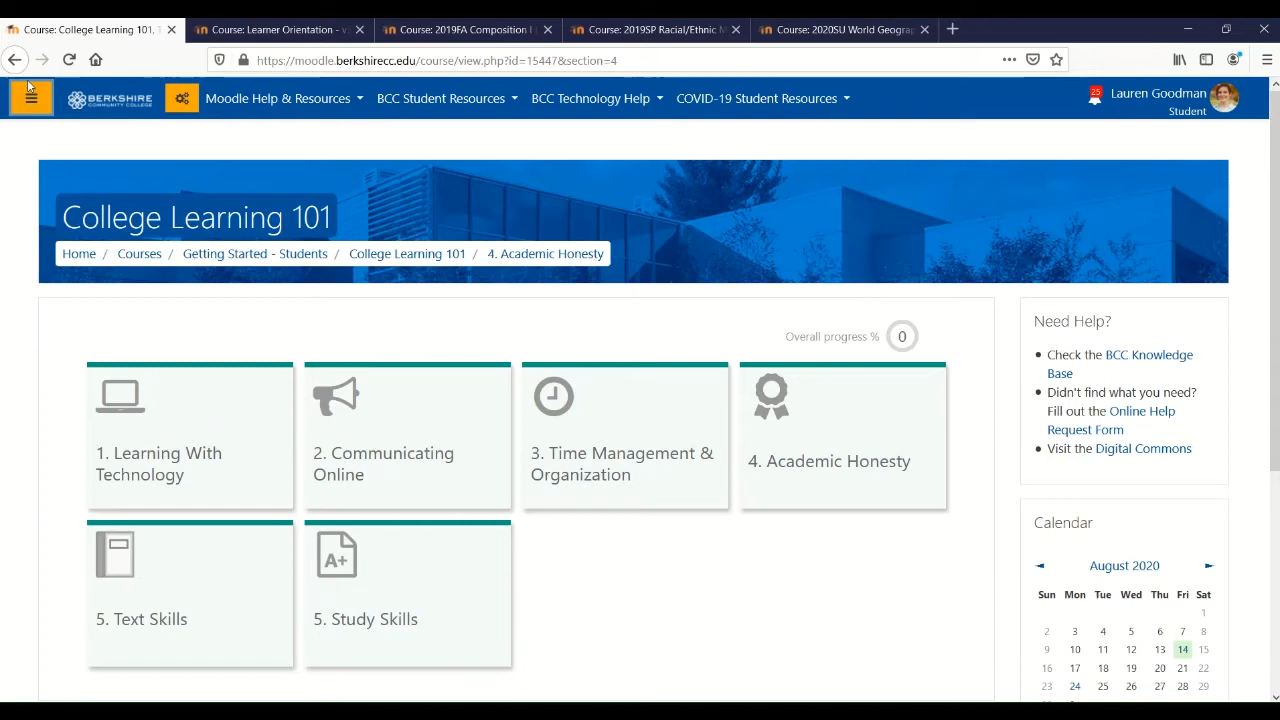 Course: College Learning 101, T
Course: Learner Orientation - v
Course: 2019FA Composition I
Course: 2019SP Racial/Ethnic M
Course: 2020SU World Geograp
https://moodle.berkshirecc.edu/course/view.php?id=15447&section=4
BERKSHIRE
COMMUNITY COLLEGE
Moodle Help & Resources
BCC Student Resources
BCC Technology Help
COVID-19 Student Resources
25
Lauren Goodman
Student
College Learning 101
Home / Courses / Getting Started - Students / College Learning 101 / 4. Academic Honesty
Overall progress % 0
1. Learning With
Technology
2. Communicating
Online
3. Time Management &
Organization
4. Academic Honesty
A+
5. Text Skills
5. Study Skills
Need Help?
Check the BCC Knowledge
Base
Didn't find what you need?
Fill out the Online Help
Request Form
Visit the Digital Commons
Calendar
August 2020
Sun Mon Tue Wed Thu Fri Sat
1
2 3 4 5 6 7 8
9 10 11 12 13 14 15
16 17 18 19 20 21 22
23 24 25 26 27 28 29